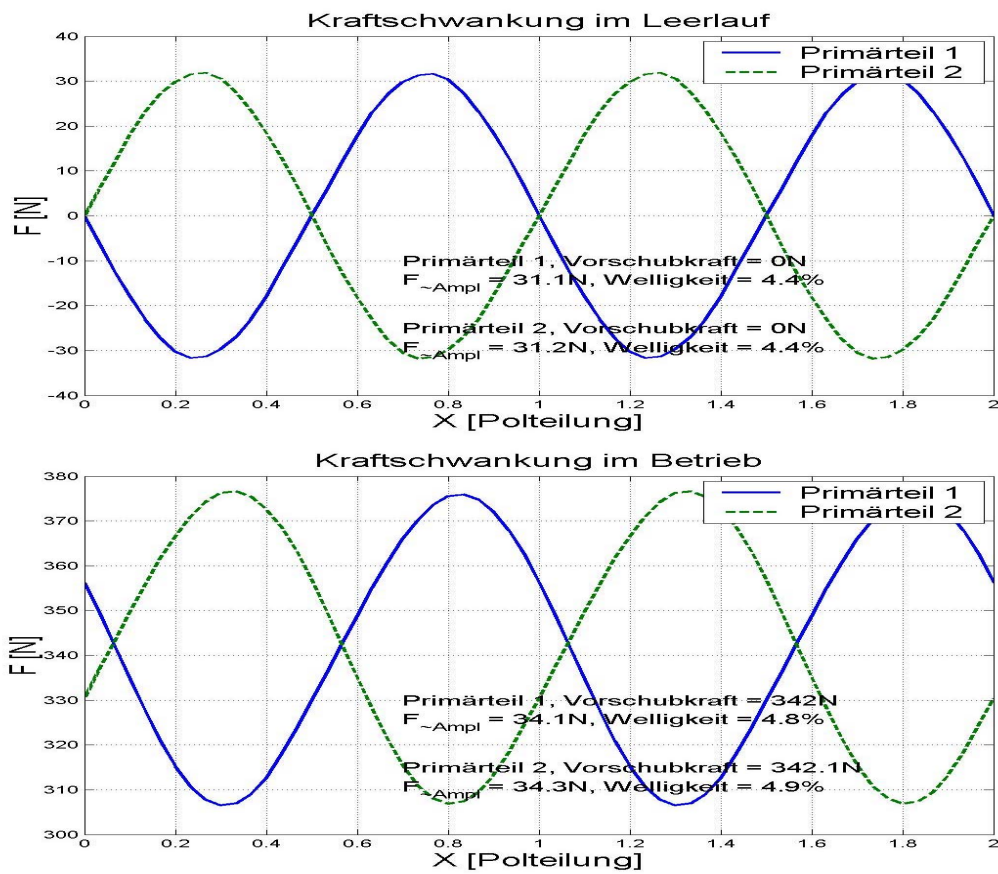 Kraftschwankung im Leerlauf
40
30
20
10
0
-10
-20
-30
-40
F [N]
Primärteil 1
Primärteil 2
Primärteil 1, Vorschubkraft = 0N
F~Ampl = 31.1N, Welligkeit = 4.4%
Primärteil 2, Vorschubkraft = 0N
F~Ampl = 31.2N, Welligkeit = 4.4%
0 0.2 0.4 0.6 0.8 1 1.2 1.4 1.6 1.8 2
X [Polteilung]
Kraftschwankung im Betrieb
380
370
360
350
340
330
320
310
300
F [N]
Primärteil 1
Primärteil 2
Primärteil 1, Vorschubkraft = 342N
F~Ampl = 34.1N, Welligkeit = 4.8%
Primärteil 2, Vorschubkraft = 342.1N
F~Ampl = 34.3N, Welligkeit = 4.9%
0 0.2 0.4 0.6 0.8 1 1.2 1.4 1.6 1.8 2
X [Polteilung]